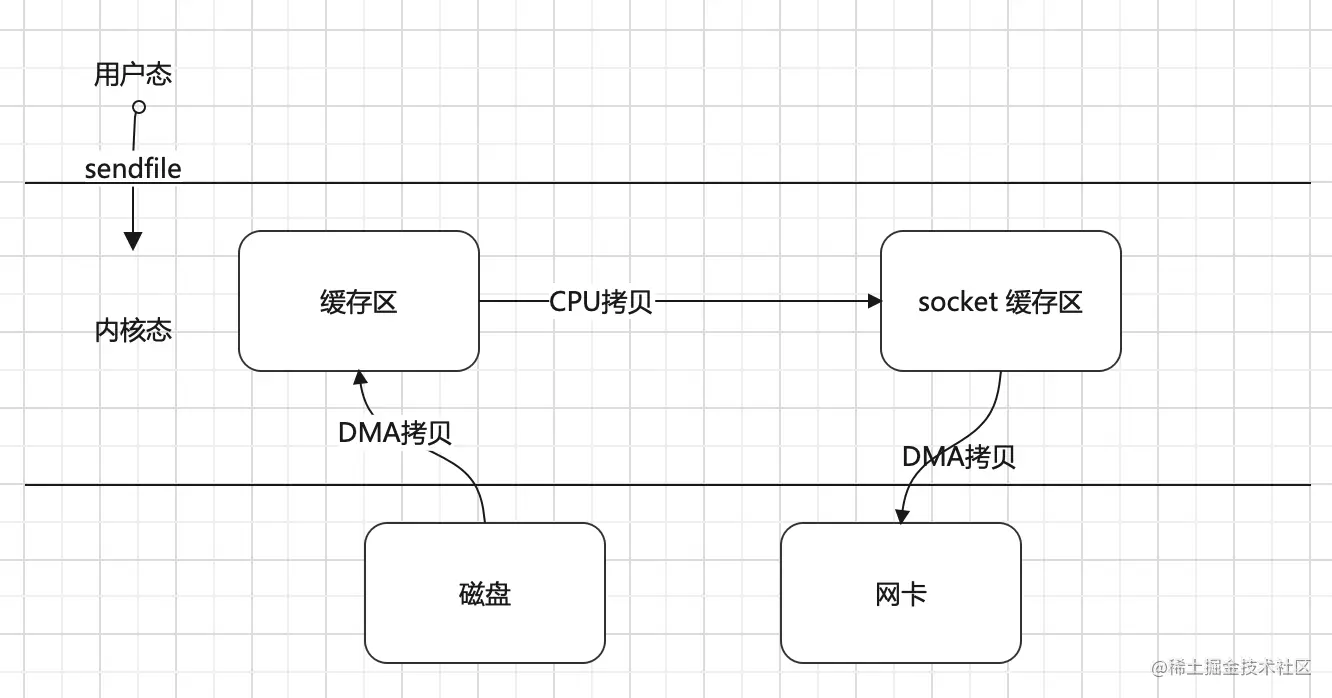 用户态
sendfile
缓存区
CPU拷贝
socket 缓存区
内核态
DMA拷贝
DMA拷贝
磁盘
网卡
@稀土掘金技术社区